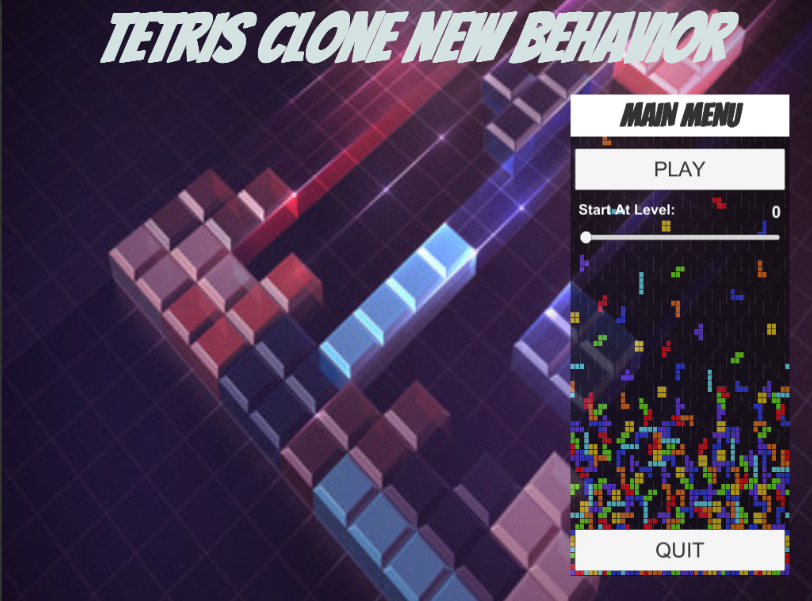 TETRIS CLONE NEW BEHAVIOR
MAIN MENU
PLAY
Start At Level: 0
QUIT